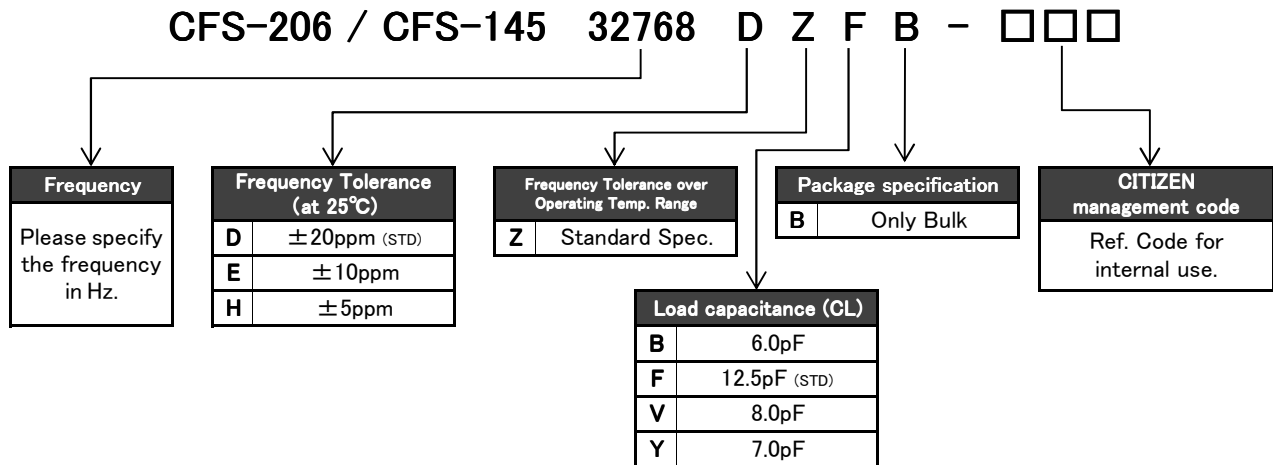 CFS-206 / CFS-145 32768 D Z F B - □□□
Frequency
Please specify
the frequency
in Hz.
Frequency Tolerance
(at 25℃)
D ±20ppm (STD)
E ±10ppm
H ±5ppm
Frequency Tolerance over
Operating Temp. Range
Z Standard Spec.
Load capacitance (CL)
B 6.0pF
F 12.5pF (STD)
V 8.0pF
Y 7.0pF
Package specification
B Only Bulk
CITIZEN
management code
Ref. Code for
internal use.